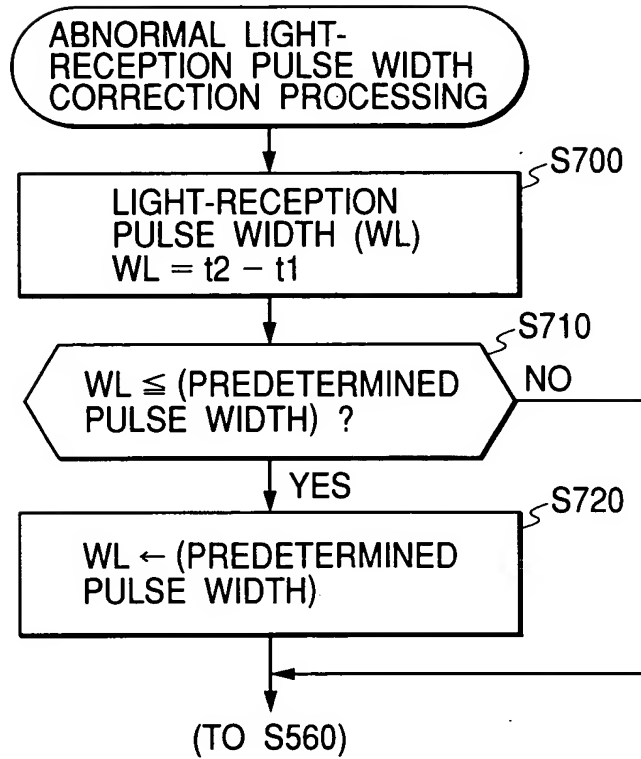 ABNORMAL LIGHT-
RECEPTION PULSE WIDTH
CORRECTION PROCESSING
S700
LIGHT-RECEPTION
PULSE WIDTH (WL)
WL = t2 − t1
S710
WL ≦ (PREDETERMINED
PULSE WIDTH) ?
NO
YES
S720
WL ← (PREDETERMINED
PULSE WIDTH)
(TO S560)